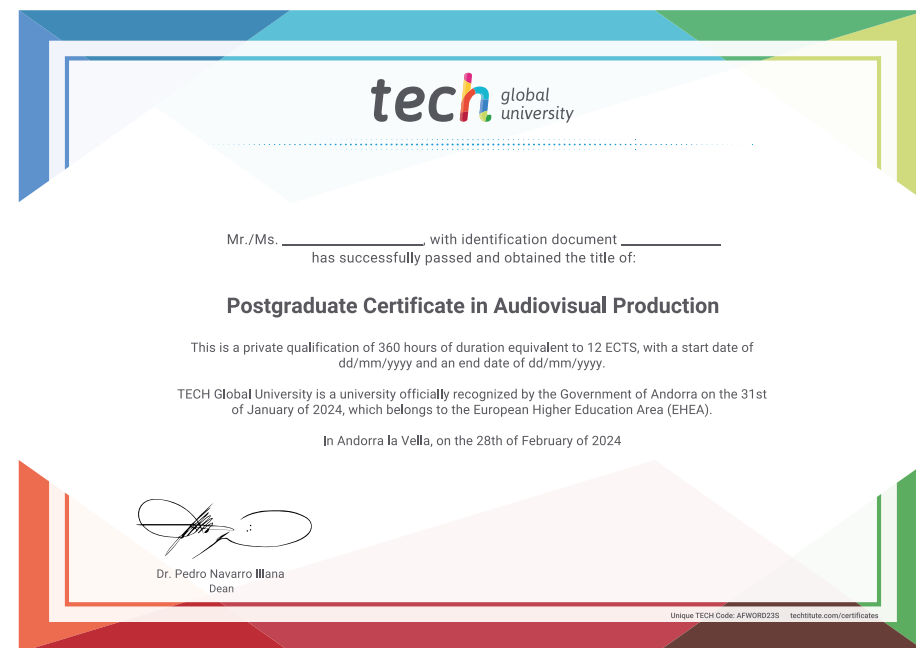 tech global university
Mr./Ms. ____________________, with identification document ______________
has successfully passed and obtained the title of:
Postgraduate Certificate in Audiovisual Production
This is a private qualification of 360 hours of duration equivalent to 12 ECTS, with a start date of
dd/mm/yyyy and an end date of dd/mm/yyyy.
TECH Global University is a university officially recognized by the Government of Andorra on the 31st
of January of 2024, which belongs to the European Higher Education Area (EHEA).
In Andorra la Vella, on the 28th of February of 2024
Dr. Pedro Navarro Illana
Dean
Unique TECH Code: AFWORD23S techtitute.com/certificates